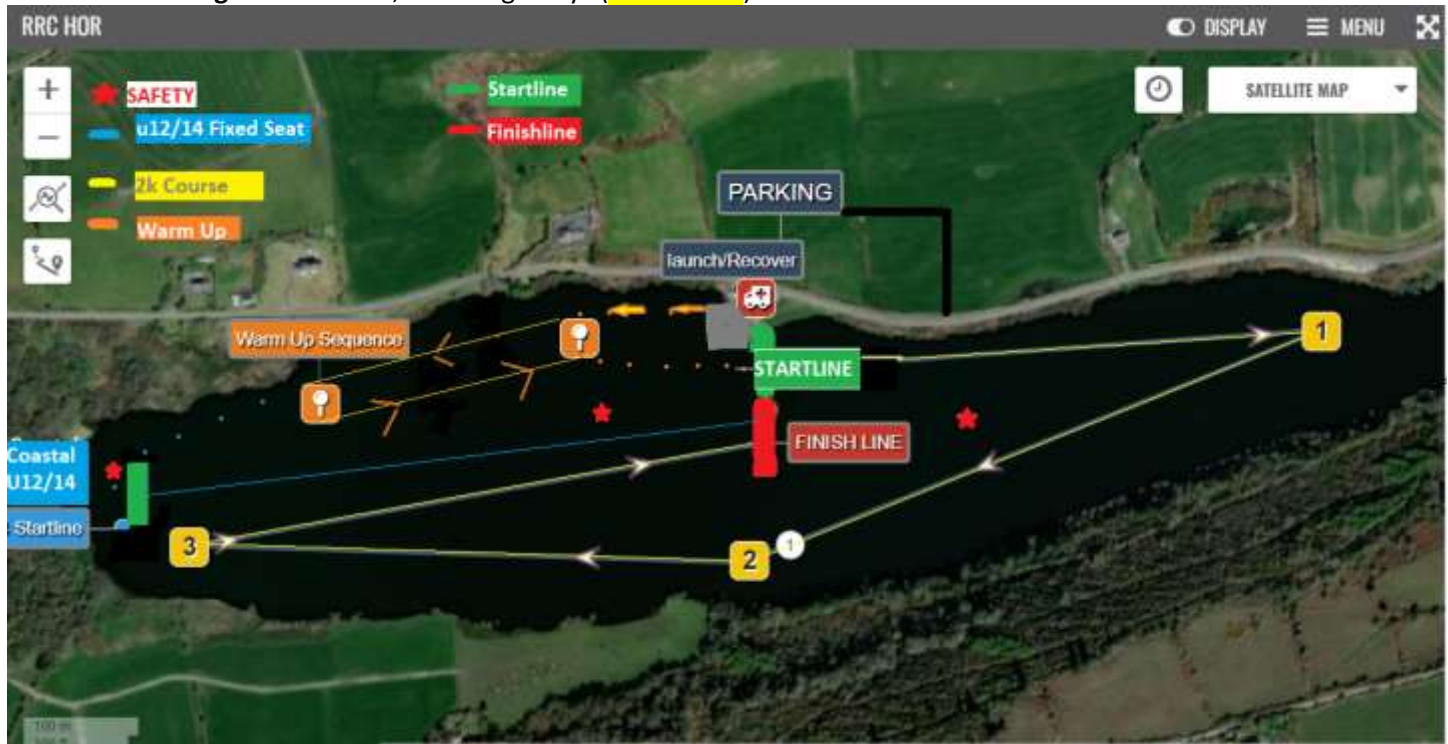 RRC HOR
DISPLAY
MENU
SAFETY
Startline
SATELLITE MAP
u12/14 Fixed Seat
Finishline
2k Course
PARKING
Warm Up
launch/Recover
Warm Up Sequence
1
STARTLINE
FINISH LINE
Coastal
U12/14
Startline
3
2
1
100 m